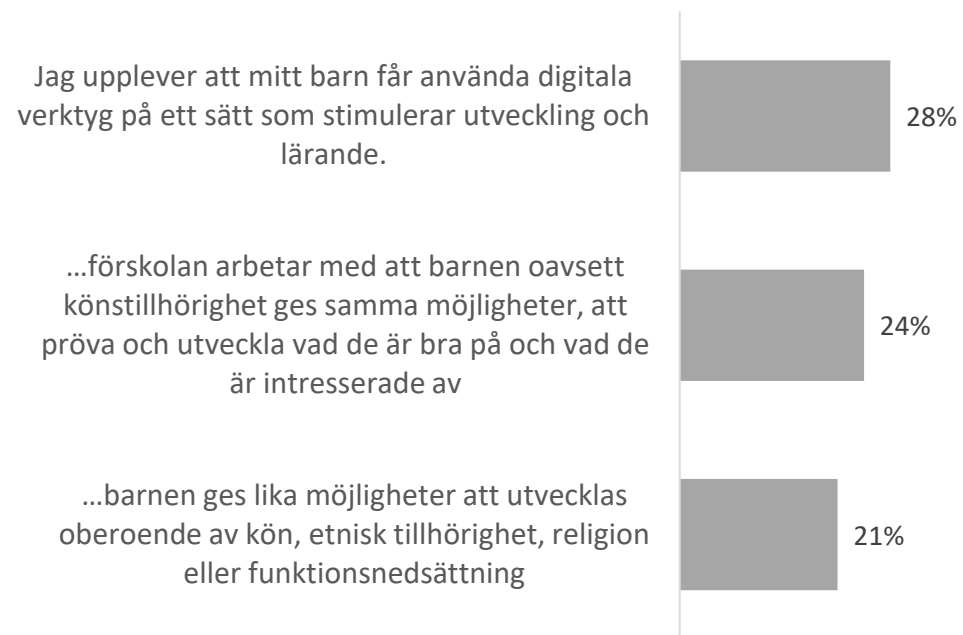 Jag upplever att mitt barn får använda digitala
verktyg på ett sätt som stimulerar utveckling och
lärande.
28%
...förskolan arbetar med att barnen oavsett
könstillhörighet ges samma möjligheter, att
pröva och utveckla vad de är bra på och vad de
är intresserade av
24%
...barnen ges lika möjligheter att utvecklas
oberoende av kön, etnisk tillhörighet, religion
eller funktionsnedsättning
21%